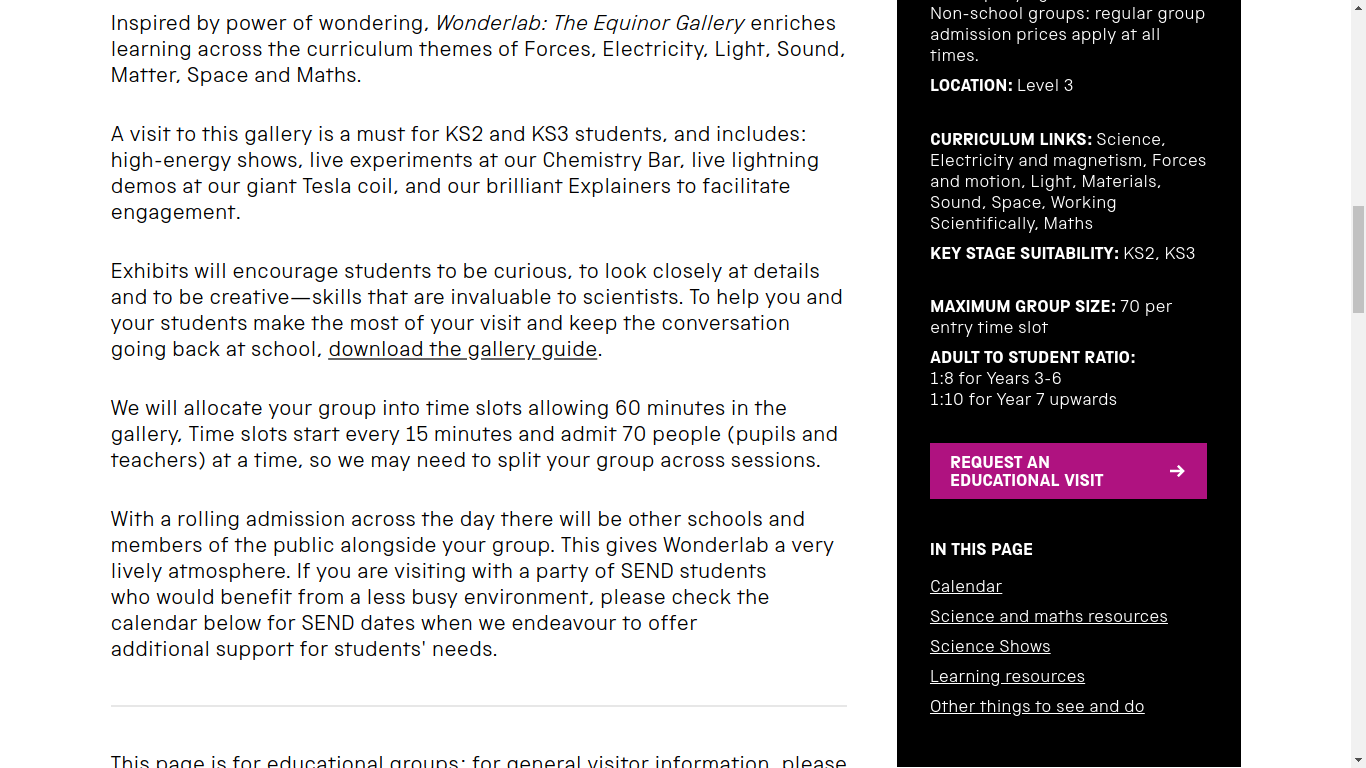 Inspired by power of wondering, Wonderlab: The Equinor Gallery enriches
learning across the curriculum themes of Forces, Electricity, Light, Sound,
Matter, Space and Maths.
A visit to this gallery is a must for KS2 and KS3 students, and includes:
high-energy shows, live experiments at our Chemistry Bar, live lightning
demos at our giant Tesla coil, and our brilliant Explainers to facilitate
engagement.
Exhibits will encourage students to be curious, to look closely at details
and to be creative—skills that are invaluable to scientists. To help you and
your students make the most of your visit and keep the conversation
going back at school, download the gallery guide.
We will allocate your group into time slots allowing 60 minutes in the
gallery, Time slots start every 15 minutes and admit 70 people (pupils and
teachers) at a time, so we may need to split your group across sessions.
With a rolling admission across the day there will be other schools and
members of the public alongside your group. This gives Wonderlab a very
lively atmosphere. If you are visiting with a party of SEND students
who would benefit from a less busy environment, please check the
calendar below for SEND dates when we endeavour to offer
additional support for students' needs.
This page is for educational groups; for general visitor information, please
Non-school groups: regular group
admission prices apply at all
times.
LOCATION: Level 3
CURRICULUM LINKS: Science,
Electricity and magnetism, Forces
and motion, Light, Materials,
Sound, Space, Working
Scientifically, Maths
KEY STAGE SUITABILITY: KS2, KS3
MAXIMUM GROUP SIZE: 70 per
entry time slot
ADULT TO STUDENT RATIO:
1:8 for Years 3-6
1:10 for Year 7 upwards
REQUEST AN
EDUCATIONAL VISIT
IN THIS PAGE
Calendar
Science and maths resources
Science Shows
Learning resources
Other things to see and do